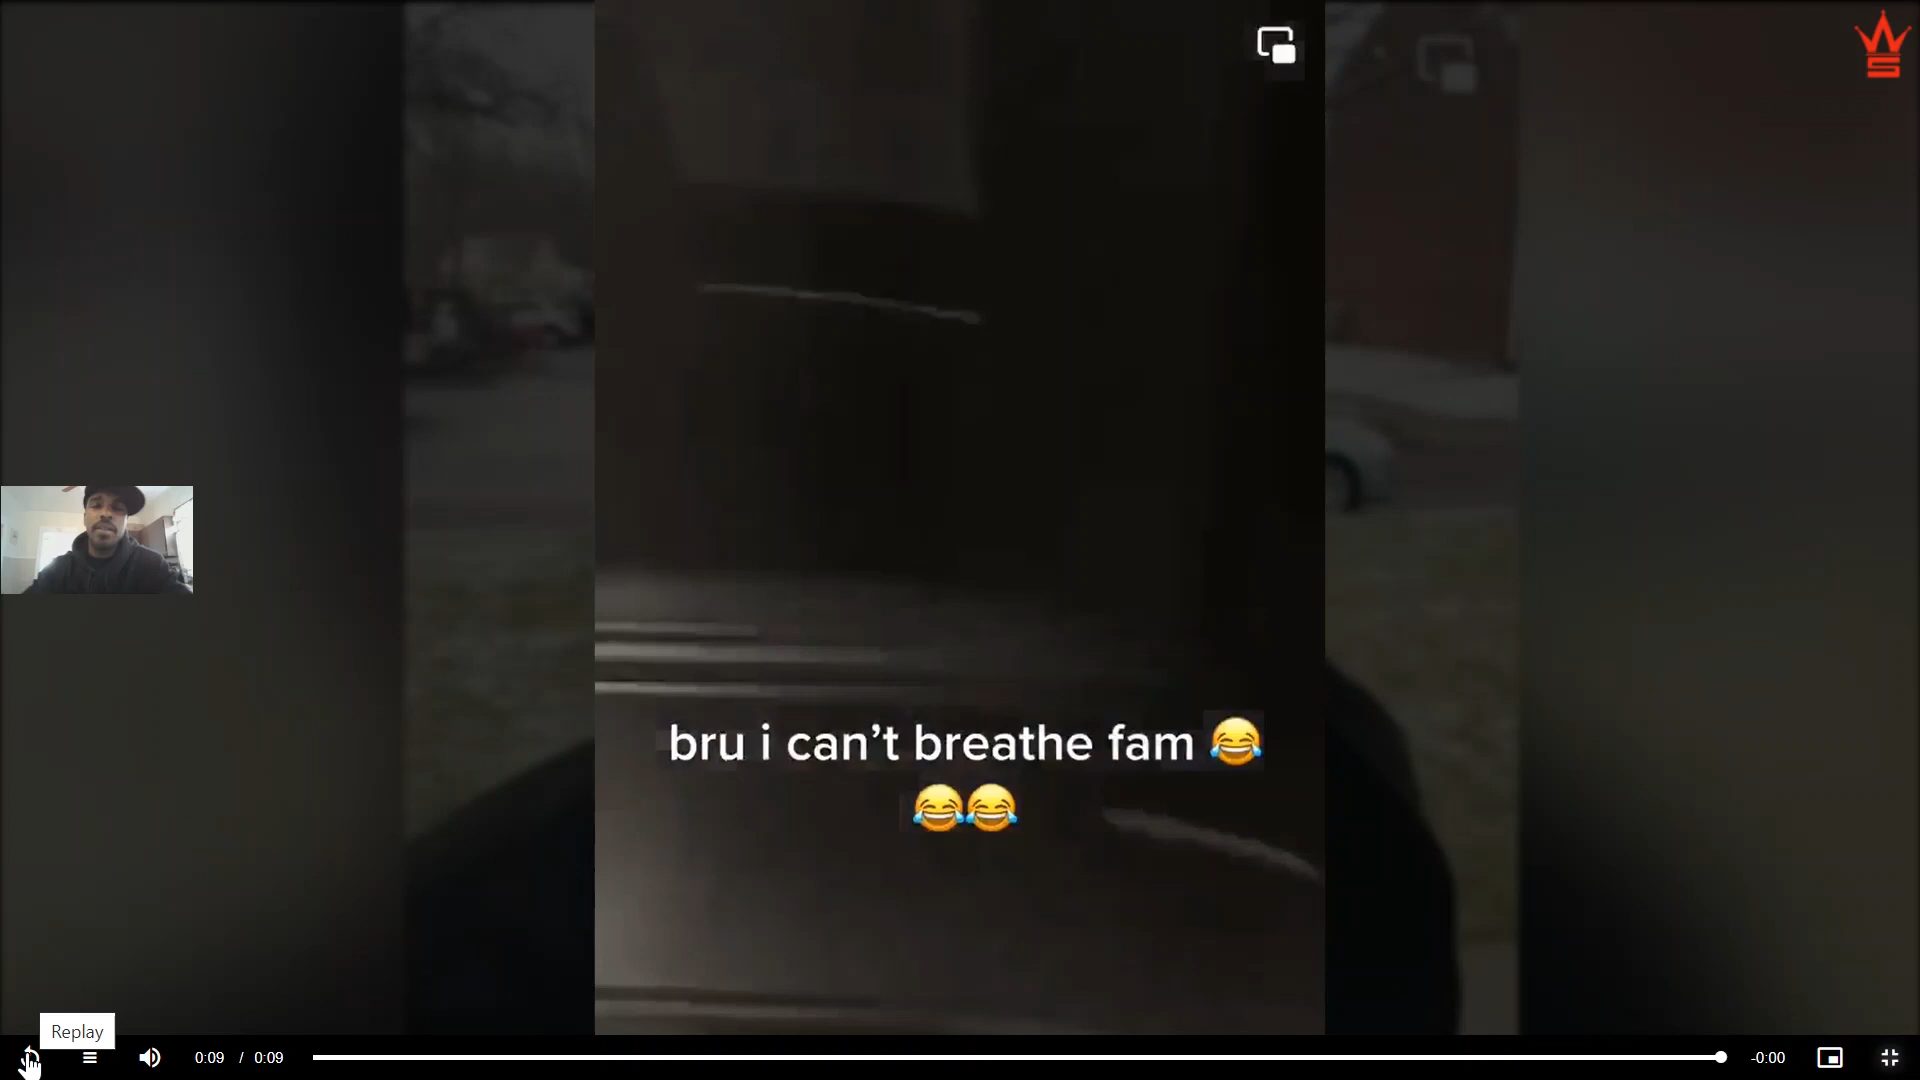 bru i can't breathe fam 😂
😂😂
Replay
0:09 / 0:09
-0:00